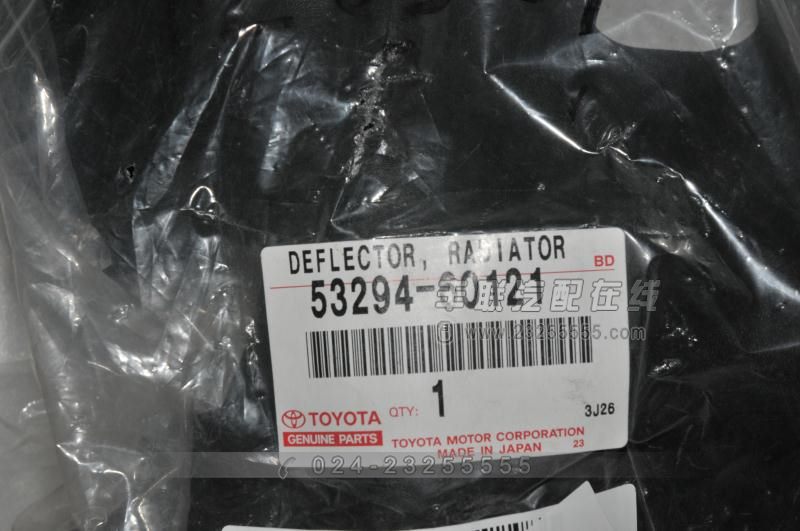 DEFLECTOR, RADIATOR
BD
53294-60121
车联汽配在线
www.23255555.com
QTY: 1
3J26
TOYOTA
GENUINE PARTS
TOYOTA MOTOR CORPORATION
MADE IN JAPAN 23
024-23255555